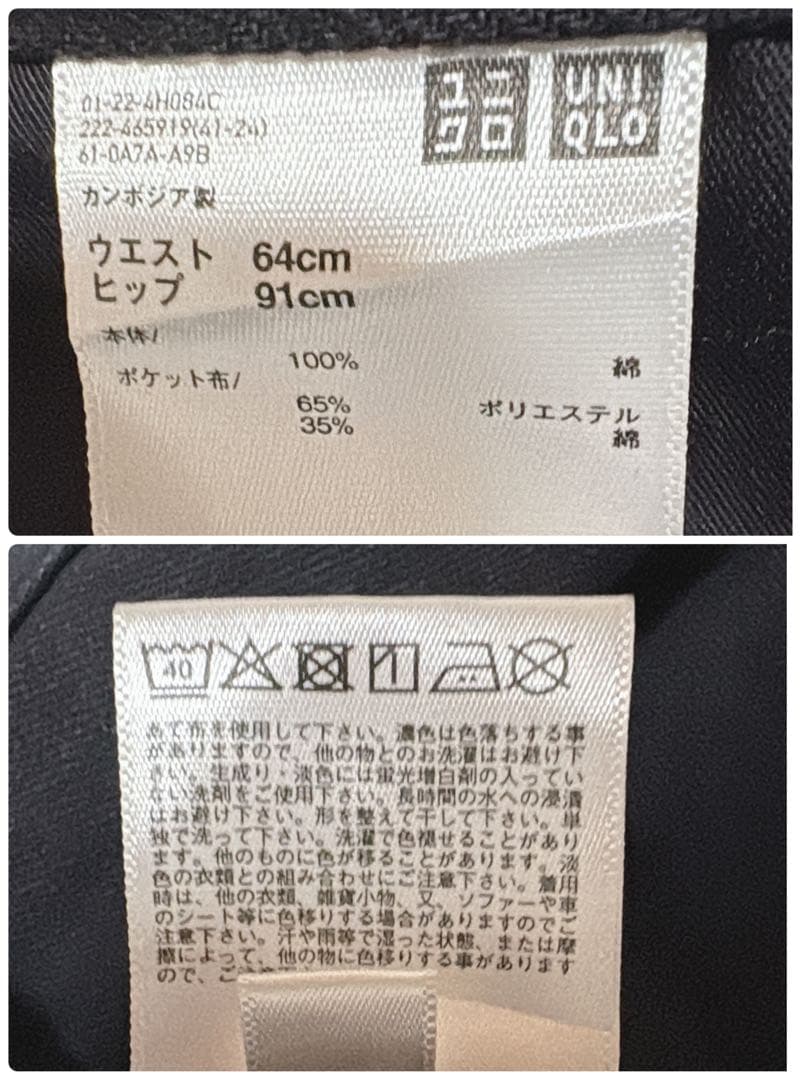 01-22-4H084C
222-465919(41-24)
61-0A7A-A9B
ユニ
クロ
UNI
QLO
カンボジア製
ウエスト 64cm
ヒップ 91cm
本体/
100% 綿
ポケット布/
65% ポリエステル
35% 綿
40
あて布を使用して下さい。濃色は色落ちする事
がありますので、他の物とのお洗濯はお避け下
さい。生成り・淡色には蛍光増白剤の入ってい
ない洗剤をご使用下さい。長時間の水への浸漬
はお避け下さい。形を整えて干して下さい。単
独で洗って下さい。洗濯で色褪せることがあり
ます。他のものに色が移ることがあります。淡
色の衣類との組み合わせにご注意下さい。着用
時は、他の衣類、雑貨小物、又、ソファーや車
のシート等に色移りする場合がありますのでご
注意下さい。汗や雨等で湿った状態、または摩
擦によって、他の物に色移りする事があります
ので、ご